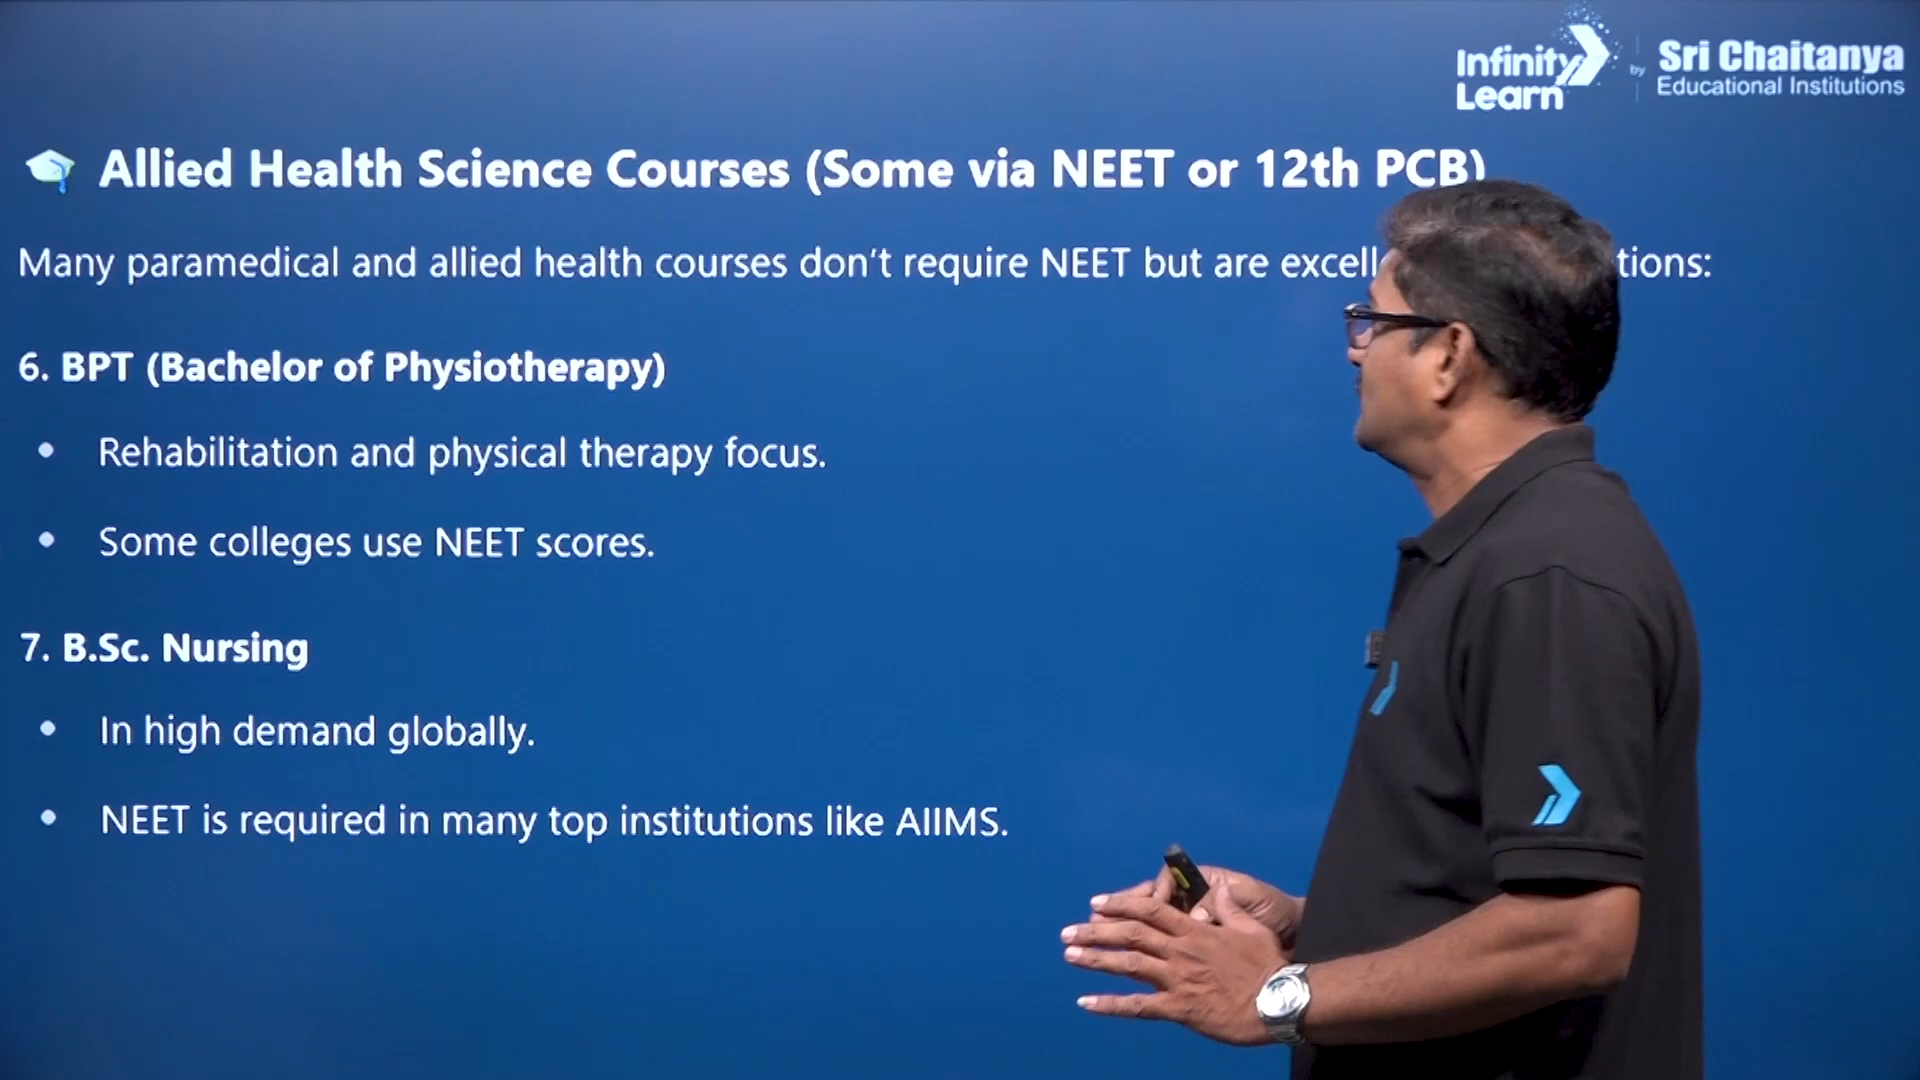 Infinity
Learn
by
Sri Chaitanya
Educational Institutions
Allied Health Science Courses (Some via NEET or 12th PCB)
Many paramedical and allied health courses don't require NEET but are
6. BPT (Bachelor of Physiotherapy)
• Rehabilitation and physical therapy focus.
• Some colleges use NEET scores.
7. B.Sc. Nursing
• In high demand globally.
• NEET is required in many top institutions like AIIMS.